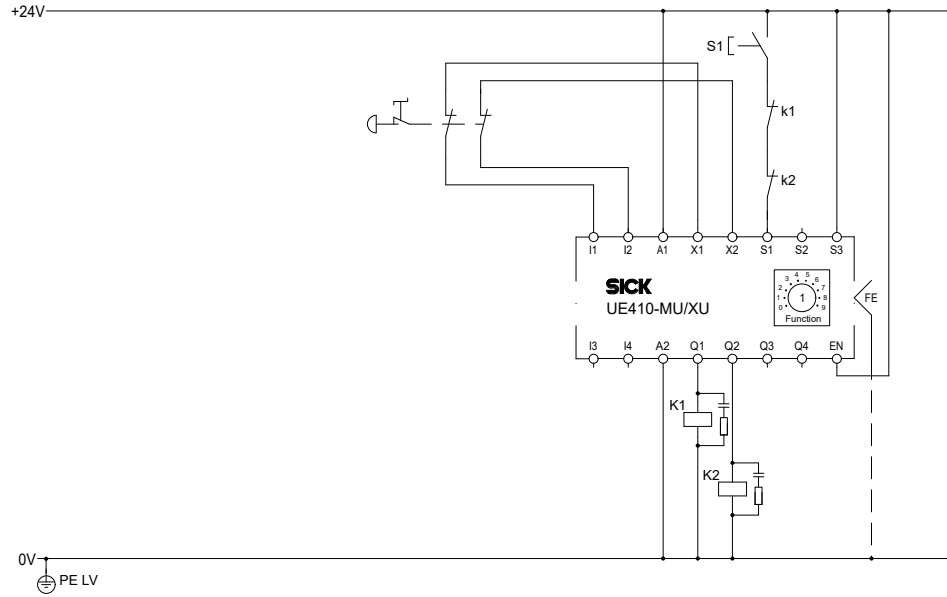 +24V
S1
k1
k2
I1 I2 A1 X1 X2 S1 S2 S3
SICK
UE410-MU/XU
0 1 2 3 4 5 6 7 8 9
1
Function
FE
I3 I4 A2 Q1 Q2 Q3 Q4 EN
K1
K2
0V
PE LV